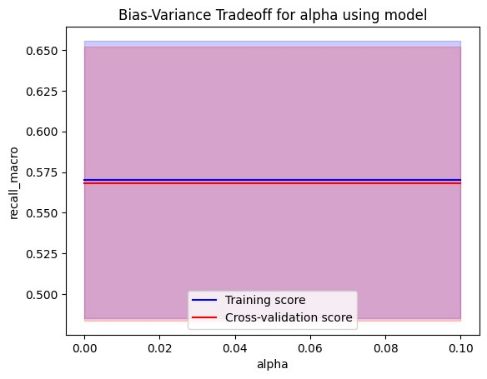 Bias-Variance Tradeoff for alpha using model
0.650
0.625
0.600
0.575
0.550
0.525
0.500
recall_macro
Training score
Cross-validation score
0.00 0.02 0.04 0.06 0.08 0.10
alpha